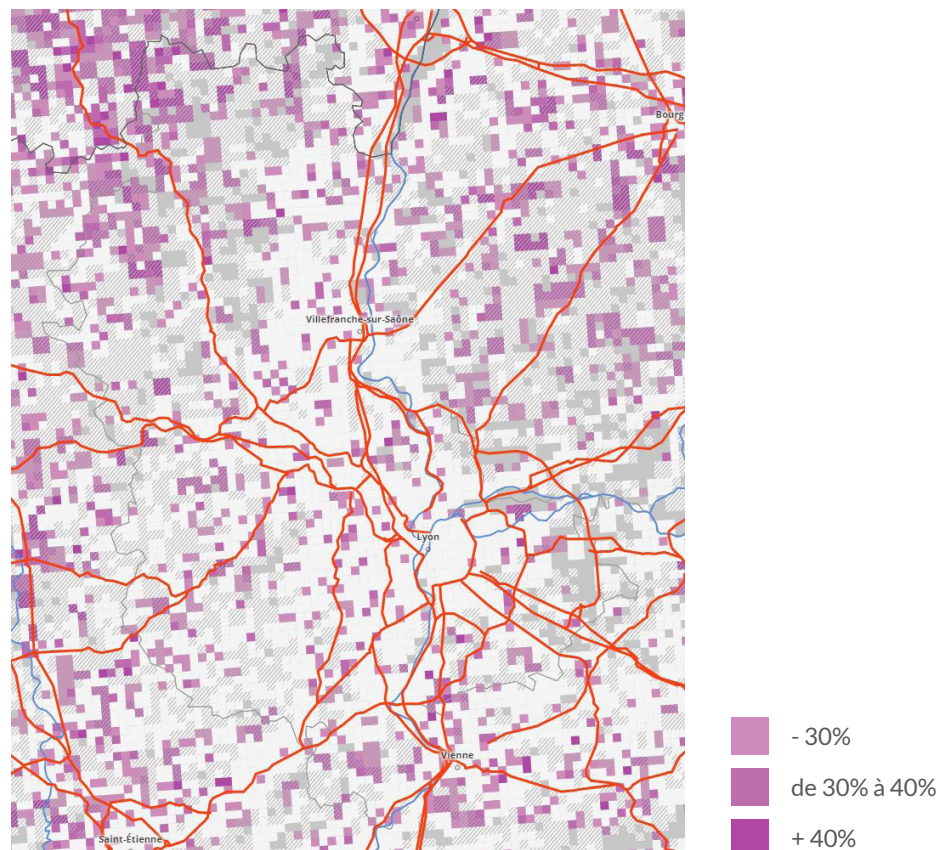 Bourg
Villefranche-sur-Saône
Lyon
Vienne
Saint-Étienne
- 30%
de 30% à 40%
+ 40%